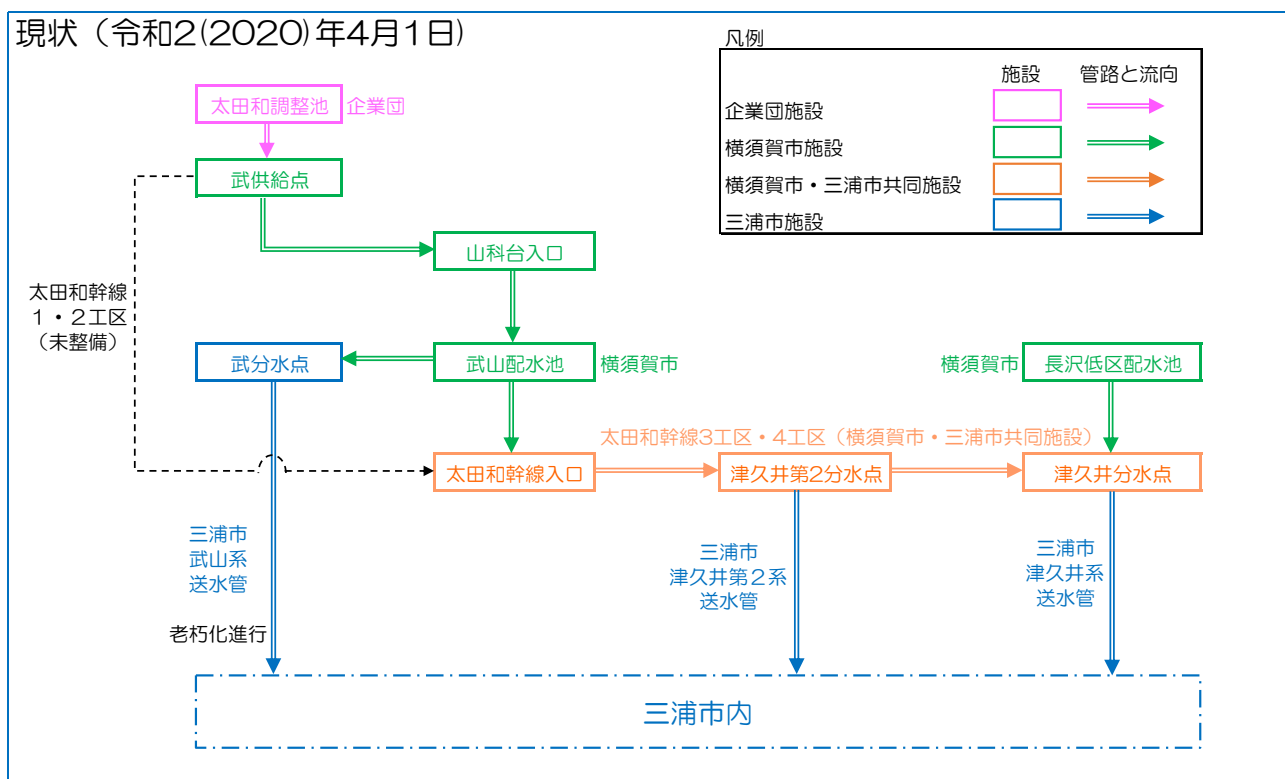 現状（令和2(2020)年4月1日)
凡例
施設
管路と流向
企業団施設
横須賀市施設
横須賀市・三浦市共同施設
三浦市施設
太田和調整池
企業団
武供給点
山科台入口
太田和幹線
１・２工区
（未整備）
武分水点
武山配水池
横須賀市
横須賀市
長沢低区配水池
太田和幹線3工区・4工区（横須賀市・三浦市共同施設）
太田和幹線入口
津久井第2分水点
津久井分水点
三浦市
武山系
送水管
三浦市
津久井第２系
送水管
三浦市
津久井系
送水管
老朽化進行
三浦市内